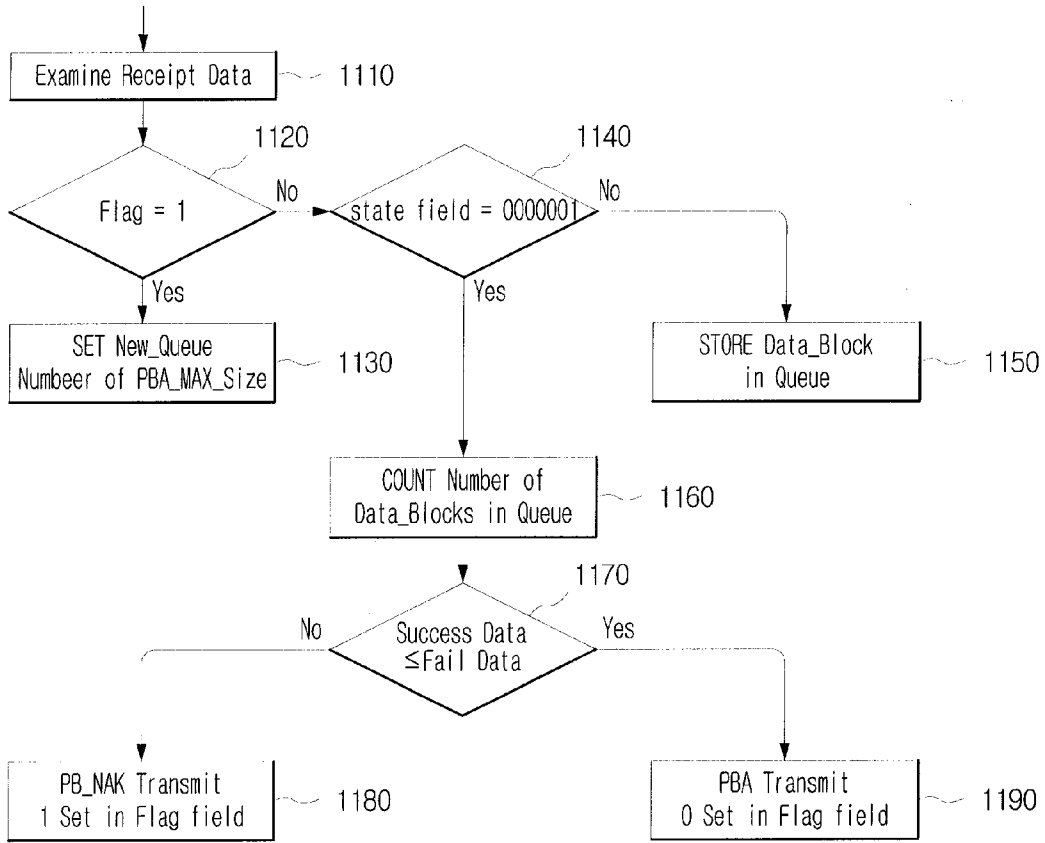 Examine Receipt Data
1110
1120
1140
Flag = 1
No
state field = 0000001
No
Yes
Yes
SET New_Queue
Numbeer of PBA_MAX_Size
1130
STORE Data_Block
in Queue
1150
COUNT Number of
Data_Blocks in Queue
1160
1170
No
Success Data
≦Fail Data
Yes
PB_NAK Transmit
1 Set in Flag field
1180
PBA Transmit
0 Set in Flag field
1190